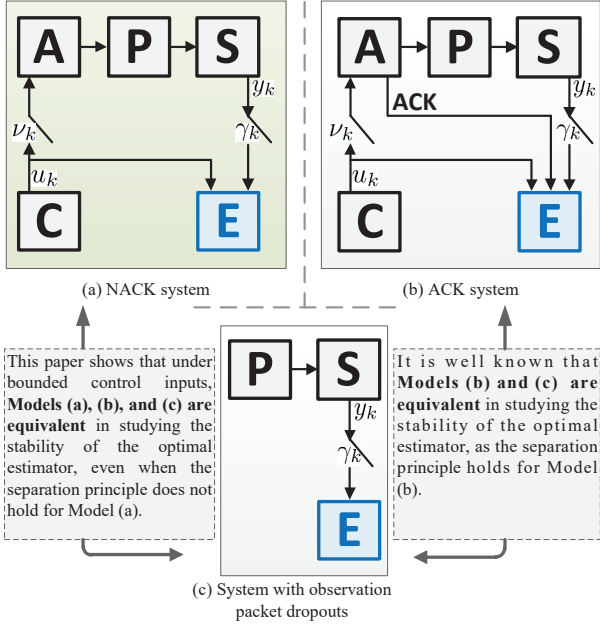 A P S
y_k
ν_k
γ_k
u_k
C E
(a) NACK system
A P S
ACK
y_k
ν_k
γ_k
u_k
C E
(b) ACK system
This paper shows that under
bounded control inputs,
Models (a), (b), and (c) are
equivalent in studying the
stability of the optimal
estimator, even when the
separation principle does not
hold for Model (a).
P S
y_k
γ_k
E
It is well known that
Models (b) and (c) are
equivalent in studying the
stability of the optimal
estimator, as the separation
principle holds for Model
(b).
(c) System with observation
packet dropouts